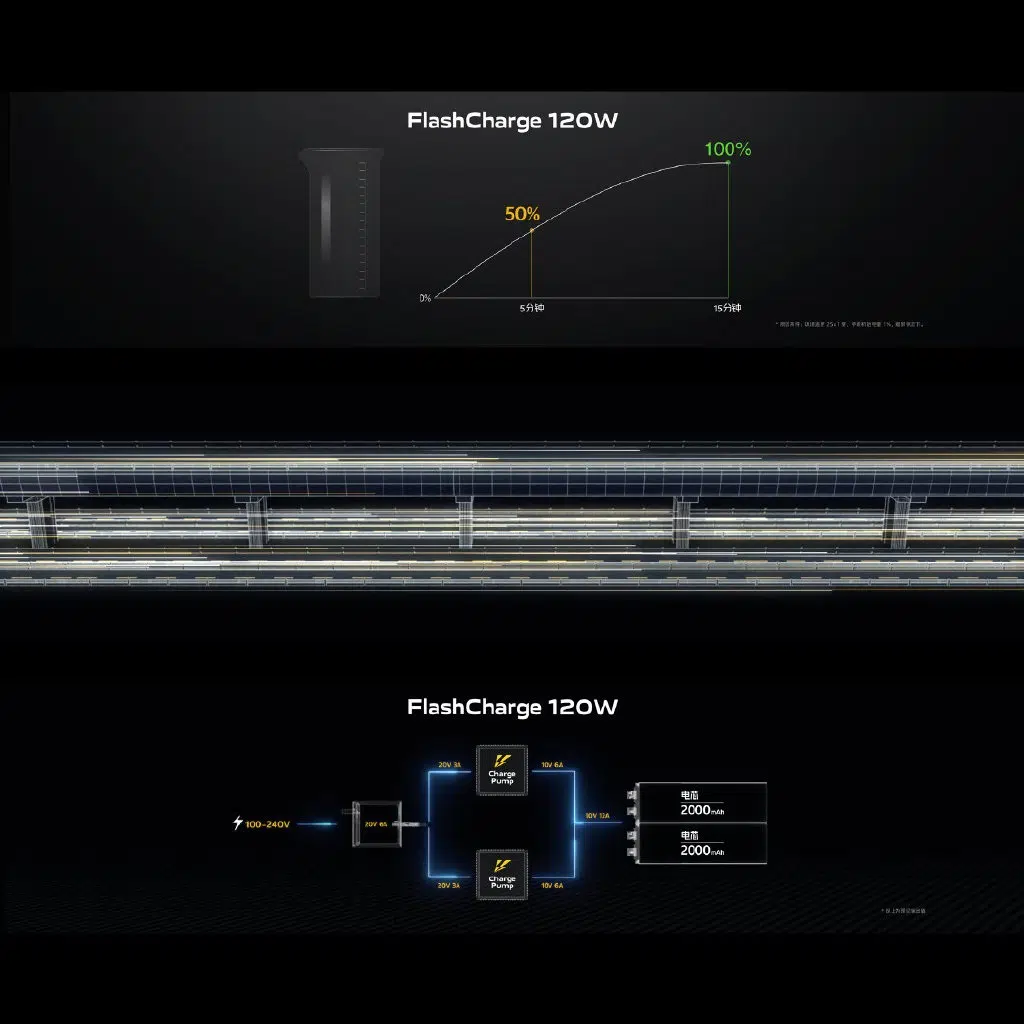 FlashCharge 120W
100%
50%
0%
5分钟
15分钟
FlashCharge 120W
20V 3A
Charge
Pump
10V 6A
100-240V
20V 6A
10V 12A
电芯
2000mAh
电芯
2000mAh
20V 3A
Charge
Pump
10V 6A